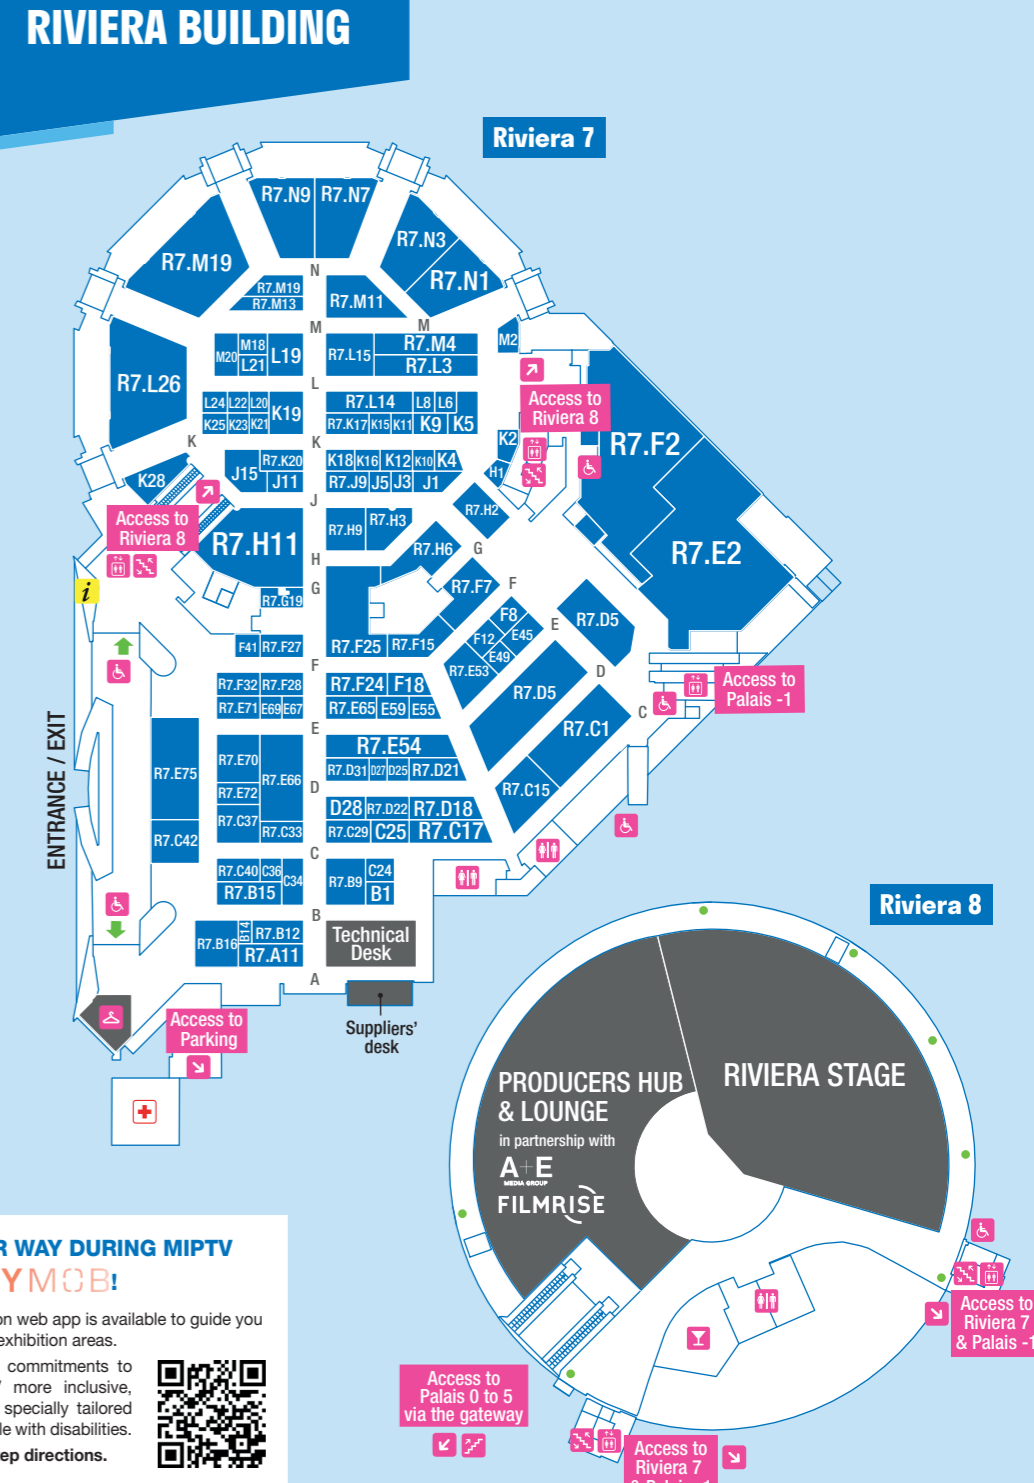 RIVIERA BUILDING
Riviera 7
R7.N9
R7.N7
R7.M19
R7.N3
R7.N1
N
R7.M19
R7.M13
R7.M11
M
M
M20
M18
L21
L19
R7.L15
R7.M4
R7.L3
M2
L
R7.L26
Access to
Riviera 8
L24
L22
L20
K25
K23
K21
K19
R7.L14
L8
L6
R7.K17
K15
K11
K9
K5
K
K
K2
H1
R7.F2
K28
J15
R7.K20
J11
K18
K16
K12
K10
K4
R7.J9
J5
J3
J1
J
Access to
Riviera 8
R7.H11
R7.H9
R7.H3
R7.H2
R7.H6
G
H
R7.E2
i
G
R7.G19
R7.F7
F
F41
R7.F27
R7.F25
R7.F15
F8
F12
E45
E49
R7.E53
E
R7.D5
F
R7.F32
R7.F28
R7.F24
F18
R7.E71
E69
E67
R7.E65
E59
E55
R7.D5
D
Access to
Palais -1
C
E
R7.C1
ENTRANCE / EXIT
R7.E75
R7.E70
R7.E66
R7.E72
R7.E54
R7.D31
D27
D25
R7.D21
R7.C15
D
R7.C37
R7.C33
D28
R7.D22
R7.D18
R7.C29
C25
R7.C17
R7.C42
C
R7.C40
C36
C34
R7.B15
R7.B9
C24
B1
B
R7.B16
B14
R7.B12
R7.A11
Technical
Desk
A
Suppliers'
desk
Access to
Parking
Riviera 8
PRODUCERS HUB
& LOUNGE
in partnership with
A+E
MEDIA GROUP
FILMRISE
RIVIERA STAGE
R WAY DURING MIPTV
YMOB!
on web app is available to guide you
exhibition areas.
commitments to
more inclusive,
specially tailored
le with disabilities.
ep directions.
Access to
Palais 0 to 5
via the gateway
Access to
Riviera 7
Access to
Riviera 7
& Palais -1